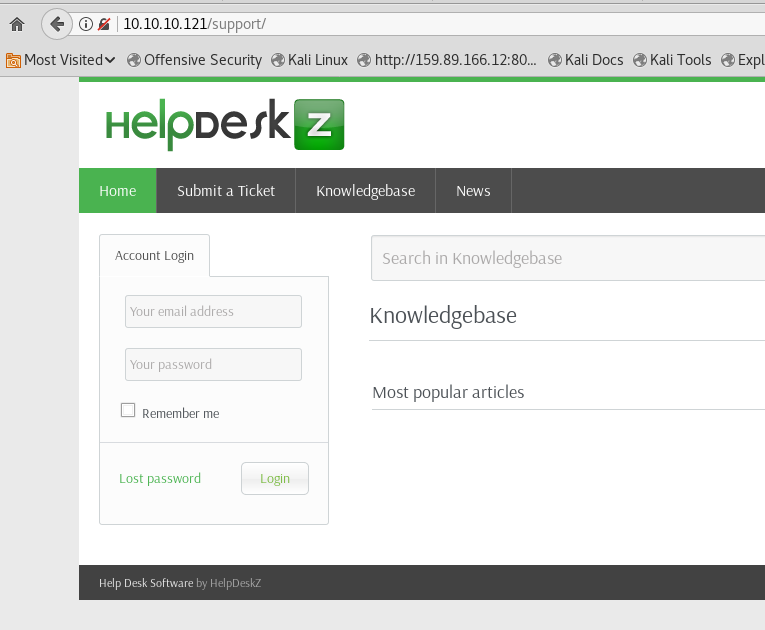 10.10.10.121/support/
Most Visited Offensive Security Kali Linux http://159.89.166.12:80... Kali Docs Kali Tools Expl
HelpDesk Z
Home Submit a Ticket Knowledgebase News
Account Login
Your email address
Your password
Remember me
Lost password Login
Search in Knowledgebase
Knowledgebase
Most popular articles
Help Desk Software by HelpDeskZ